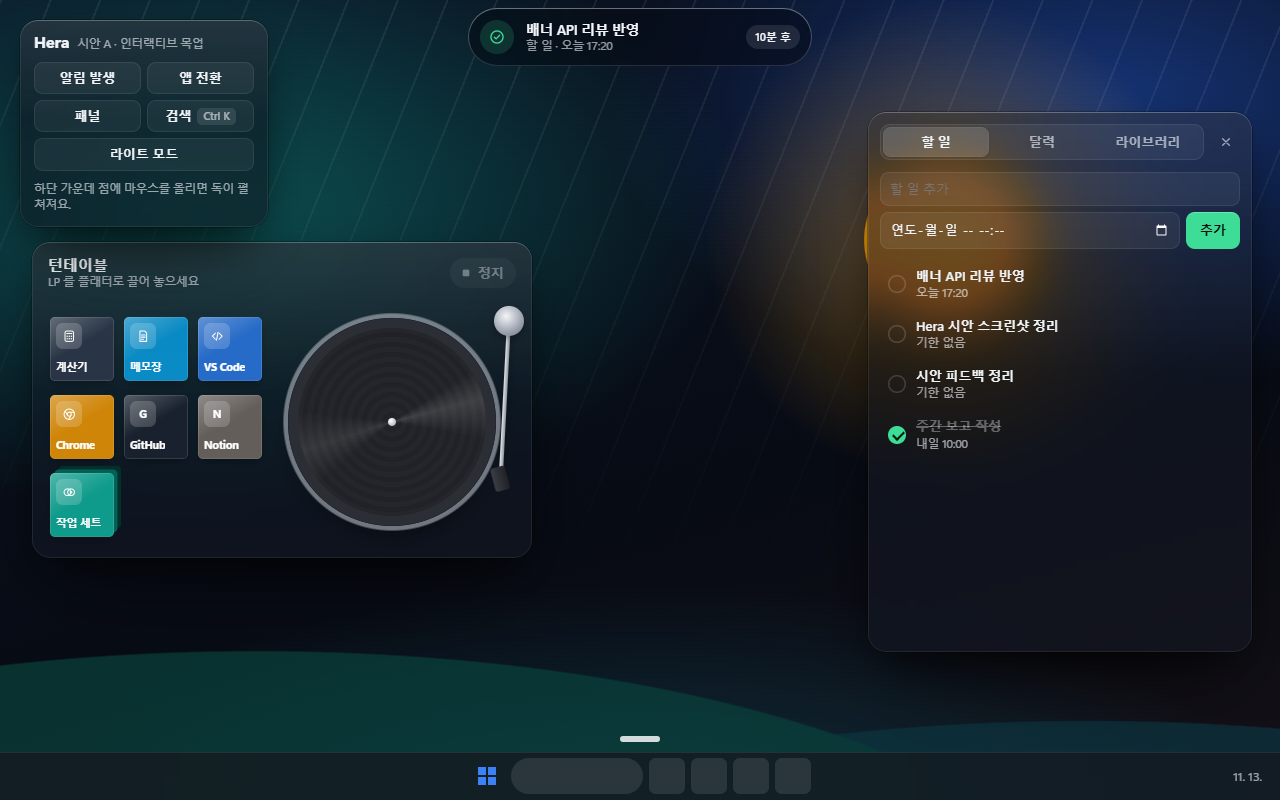 Hera 시안 A · 인터랙티브 목업
알림 발생
앱 전환
패널
검색 Ctrl K
라이트 모드
하단 가운데 점에 마우스를 올리면 독이 펼
쳐져요.
배너 API 리뷰 반영
할 일 · 오늘 17:20
10분 후
턴테이블
LP 를 플래터로 끌어 놓으세요
정지
계산기
메모장
VS Code
Chrome
G
GitHub
N
Notion
작업 세트
할 일
달력
라이브러리
×
할 일 추가
연도-월-일 -- --:--
추가
배너 API 리뷰 반영
오늘 17:20
Hera 시안 스크린샷 정리
기한 없음
시안 피드백 정리
기한 없음
주간 보고 작성
내일 10:00
11. 13.